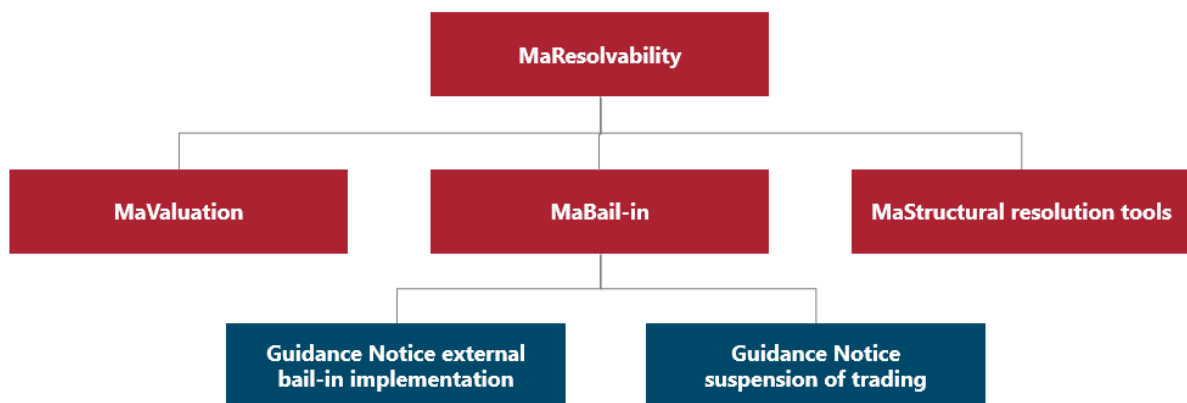 MaResolvability
MaValuation
MaBail-in
MaStructural resolution tools
Guidance Notice external
bail-in implementation
Guidance Notice
suspension of trading